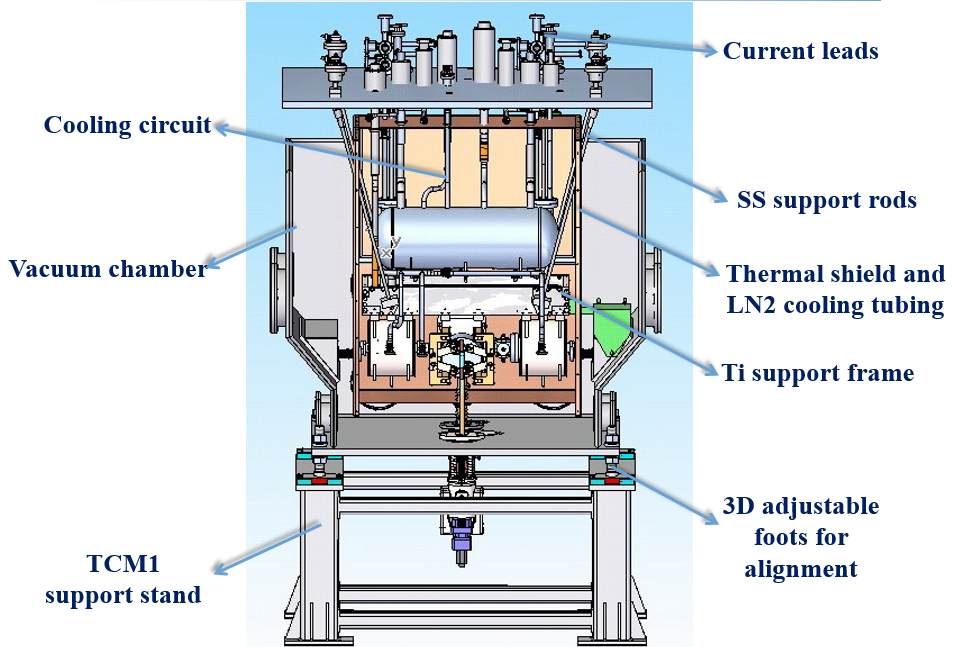 Current leads
Cooling circuit
SS support rods
Vacuum chamber
Thermal shield and
LN2 cooling tubing
Ti support frame
3D adjustable
foots for
alignment
TCM1
support stand
y
x